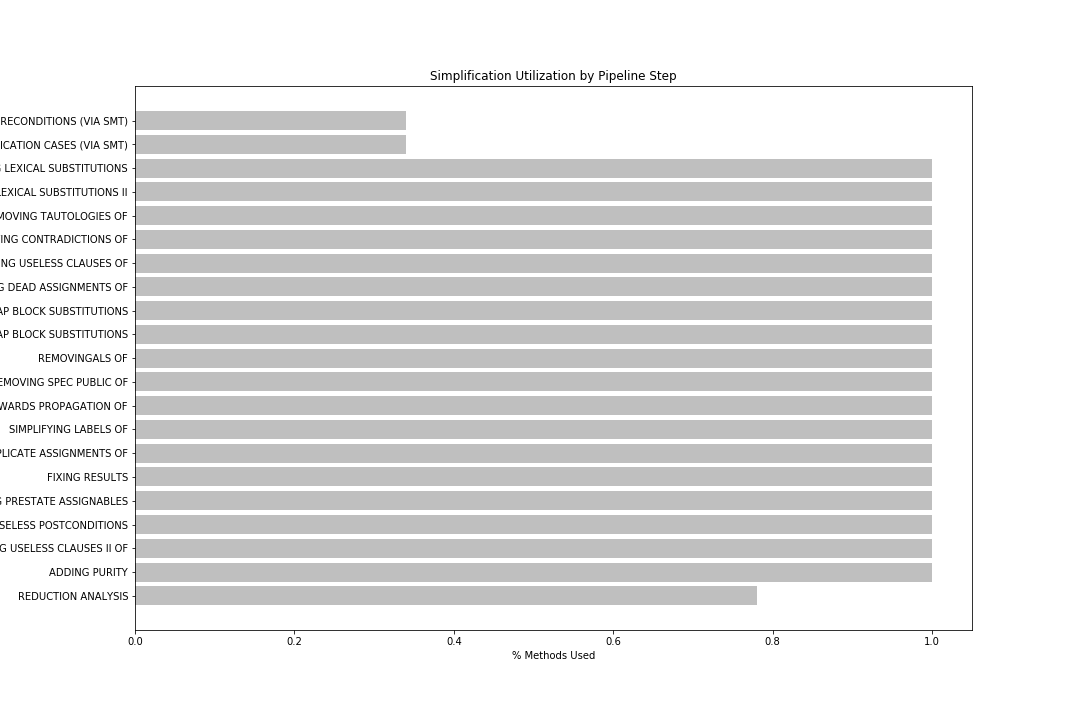 Simplification Utilization by Pipeline Step
RECONDITIONS (VIA SMT)
ICATION CASES (VIA SMT)
LEXICAL SUBSTITUTIONS
LEXICAL SUBSTITUTIONS II
MOVING TAUTOLOGIES OF
ING CONTRADICTIONS OF
NG USELESS CLAUSES OF
G DEAD ASSIGNMENTS OF
AP BLOCK SUBSTITUTIONS
AP BLOCK SUBSTITUTIONS
REMOVINGALS OF
EMOVING SPEC PUBLIC OF
WARDS PROPAGATION OF
SIMPLIFYING LABELS OF
PLICATE ASSIGNMENTS OF
FIXING RESULTS
PRESTATE ASSIGNABLES
SELESS POSTCONDITIONS
G USELESS CLAUSES II OF
ADDING PURITY
REDUCTION ANALYSIS
0.0 0.2 0.4 0.6 0.8 1.0
% Methods Used